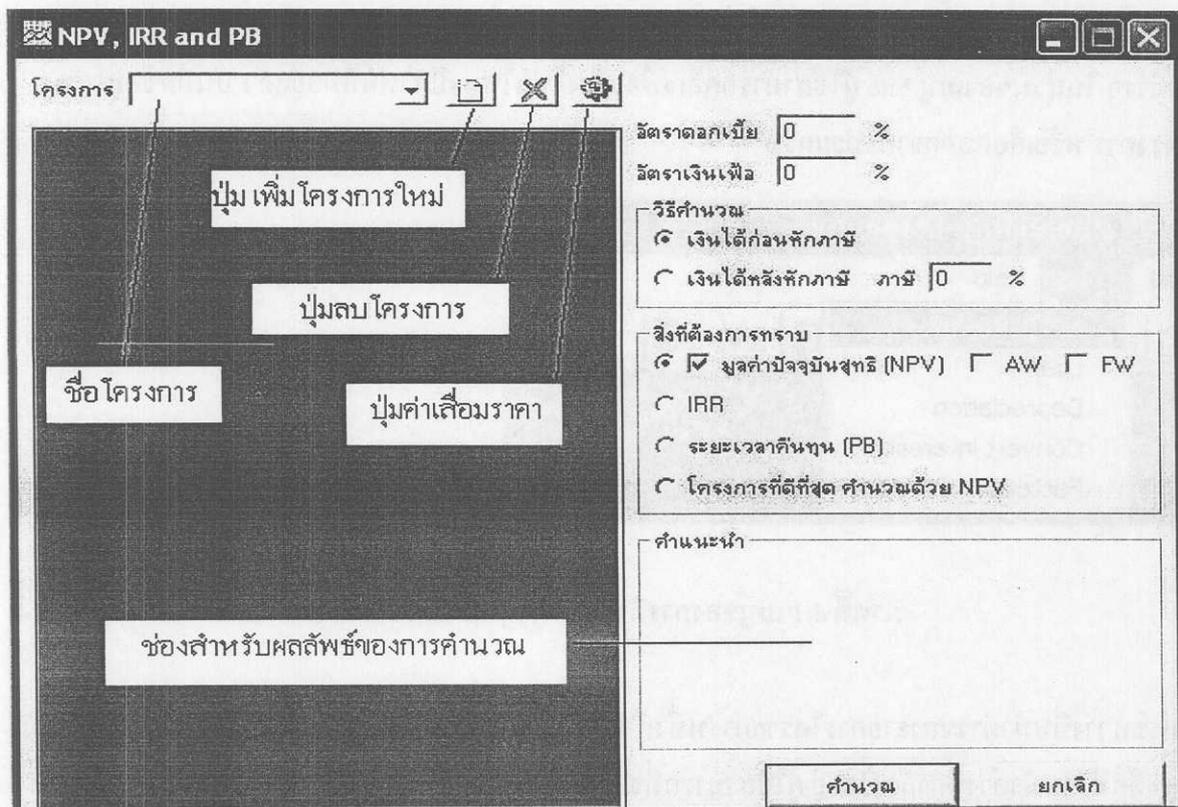 NPV, IRR and PB
โครงการ
ปุ่ม เพิ่มโครงการใหม่
ปุ่มลบโครงการ
ชื่อโครงการ
ปุ่มค่าเสื่อมราคา
ช่องสำหรับผลลัพธ์ของการคำนวณ
อัตราดอกเบี้ย 0 %
อัตราเงินเฟ้อ 0 %
วิธีคำนวณ
เงินได้ก่อนหักภาษี
เงินได้หลังหักภาษี ภาษี 0 %
สิ่งที่ต้องการทราบ
มูลค่าปัจจุบันสุทธิ (NPV) AW FW
IRR
ระยะเวลาคืนทุน (PB)
โครงการที่ดีที่สุด คำนวณด้วย NPV
คำแนะนำ
คำนวณ ยกเลิก